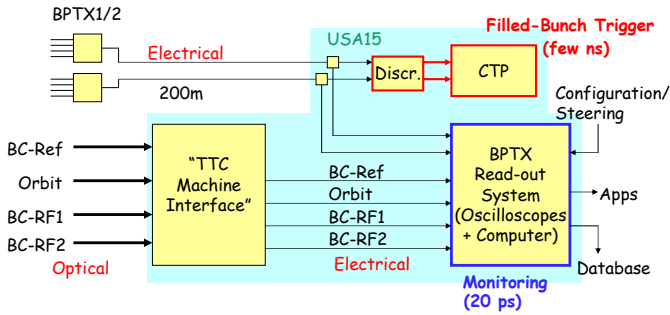 BPTX1/2
Electrical
200m
USA15
Filled-Bunch Trigger
(few ns)
Discr.
CTP
Configuration/
Steering
BC-Ref
Orbit
BC-RF1
BC-RF2
Optical
"TTC
Machine
Interface"
BC-Ref
Orbit
BC-RF1
BC-RF2
Electrical
BPTX
Read-out
System
(Oscilloscopes
+ Computer)
Apps
Database
Monitoring
(20 ps)